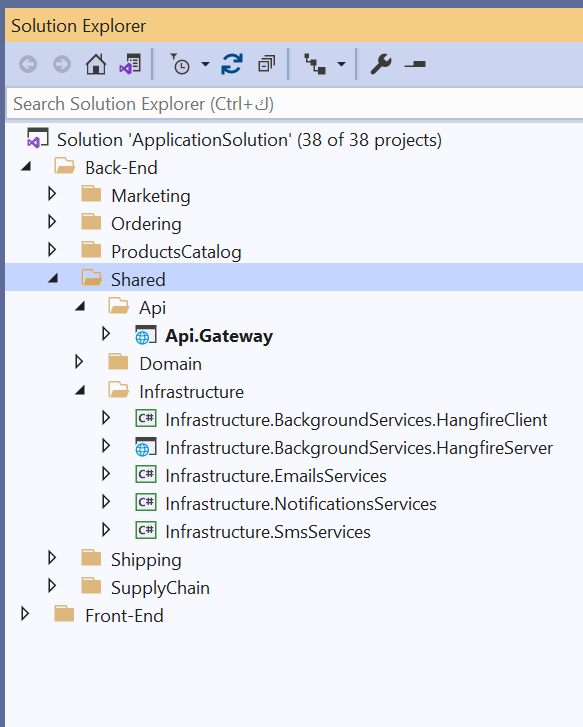 Solution Explorer
Search Solution Explorer (Ctrl+ك)
Solution 'ApplicationSolution' (38 of 38 projects)
Back-End
Marketing
Ordering
ProductsCatalog
Shared
Api
Api.Gateway
Domain
Infrastructure
C# Infrastructure.BackgroundServices.HangfireClient
Infrastructure.BackgroundServices.HangfireServer
C# Infrastructure.EmailsServices
C# Infrastructure.NotificationsServices
C# Infrastructure.SmsServices
Shipping
SupplyChain
Front-End